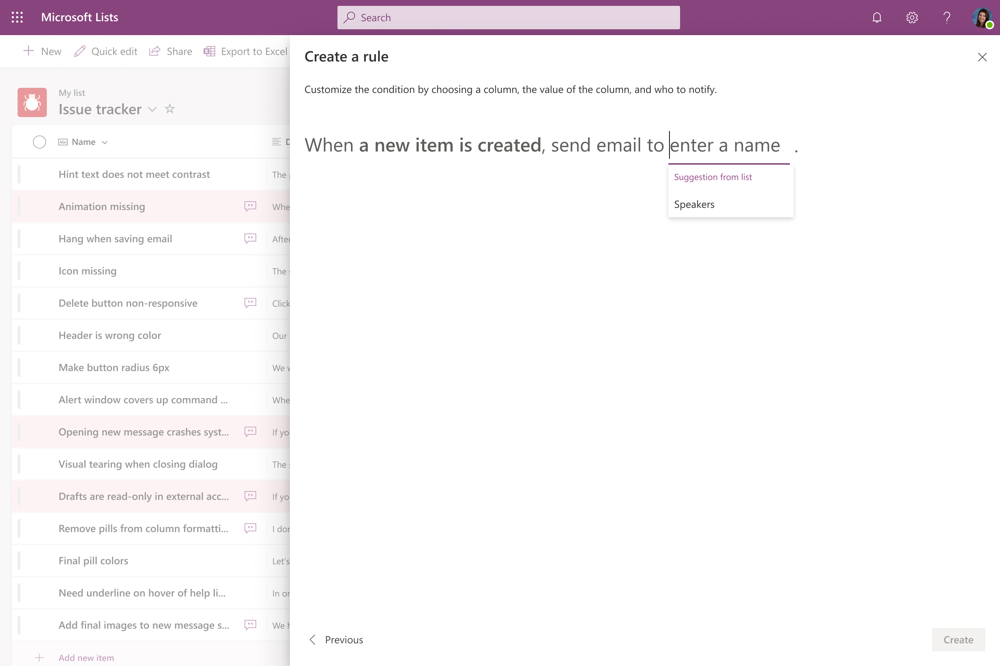 Microsoft Lists
Search
New
Quick edit
Share
Export to Excel
Create a rule
Customize the condition by choosing a column, the value of the column, and who to notify.
My list
Issue tracker
When a new item is created, send email to enter a name .
Suggestion from list
Speakers
Abc Name
D
Hint text does not meet contrast
The
Animation missing
Whe
Hang when saving email
After
Icon missing
The
Delete button non-responsive
Click
Header is wrong color
Our
Make button radius 6px
We
Alert window covers up command ...
Whe
Opening new message crashes syst...
If yo
Visual tearing when closing dialog
The
Drafts are read-only in external acc...
If yo
Remove pills from column formatti...
I don
Final pill colors
Let's
Need underline on hover of help li...
In or
Add final images to new message s...
We h
Add new item
Previous
Create